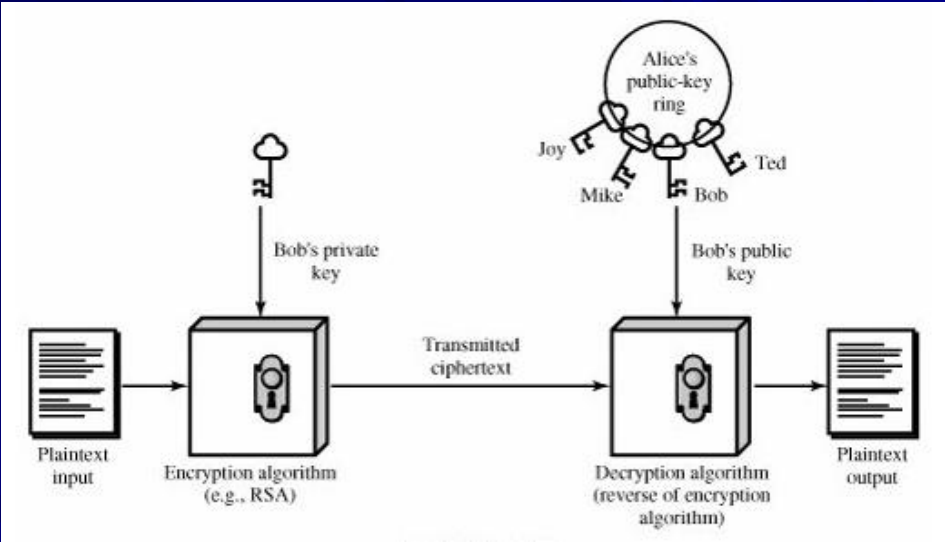 Alice's
public-key
ring
Joy
Mike
Bob
Ted
Bob's private
key
Bob's public
key
Transmitted
ciphertext
Plaintext
input
Encryption algorithm
(e.g., RSA)
Decryption algorithm
(reverse of encryption
algorithm)
Plaintext
output